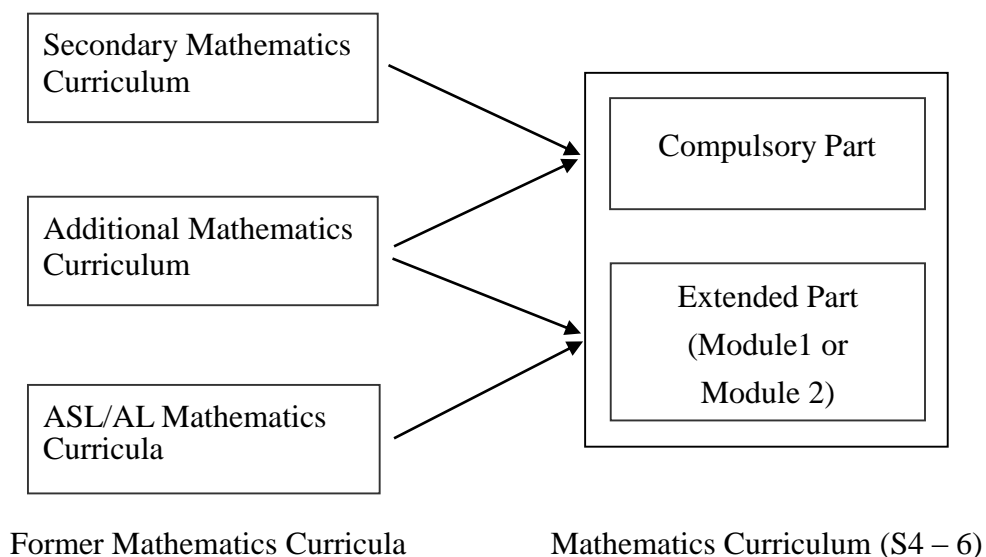 Secondary Mathematics
Curriculum
Additional Mathematics
Curriculum
ASL/AL Mathematics
Curricula
Compulsory Part
Extended Part
(Module1 or
Module 2)
Former Mathematics Curricula
Mathematics Curriculum (S4 – 6)